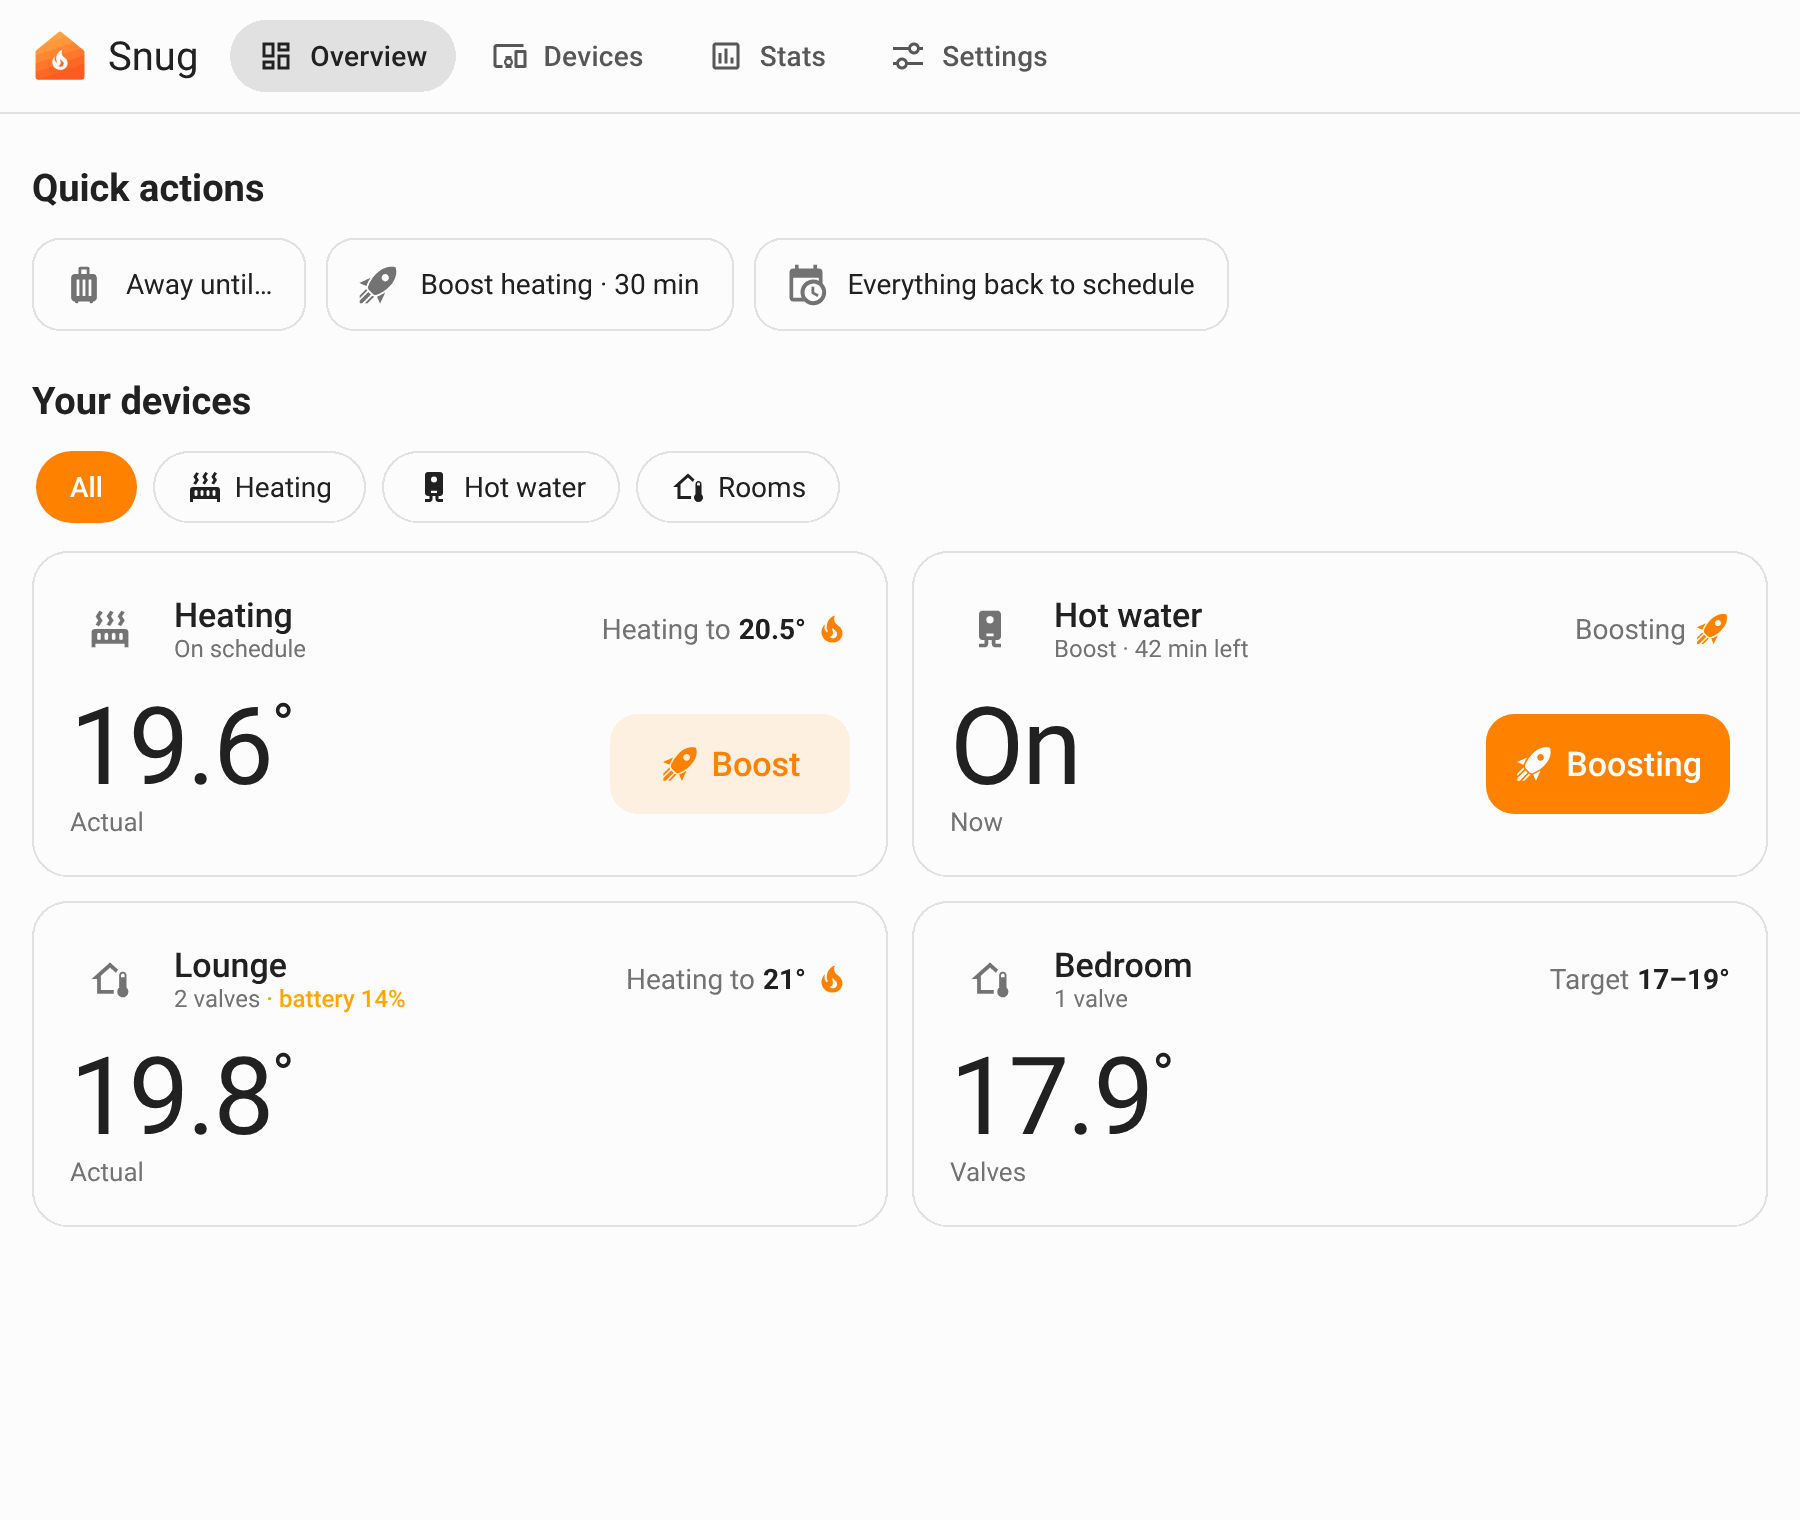 Snug Overview Devices Stats Settings
Quick actions
Away until... Boost heating · 30 min Everything back to schedule
Your devices
All Heating Hot water Rooms
Heating
On schedule
Heating to 20.5°
19.6°
Actual
Boost
Hot water
Boost · 42 min left
Boosting
On
Now
Boosting
Lounge
2 valves · battery 14%
Heating to 21°
19.8°
Actual
Bedroom
1 valve
Target 17–19°
17.9°
Valves